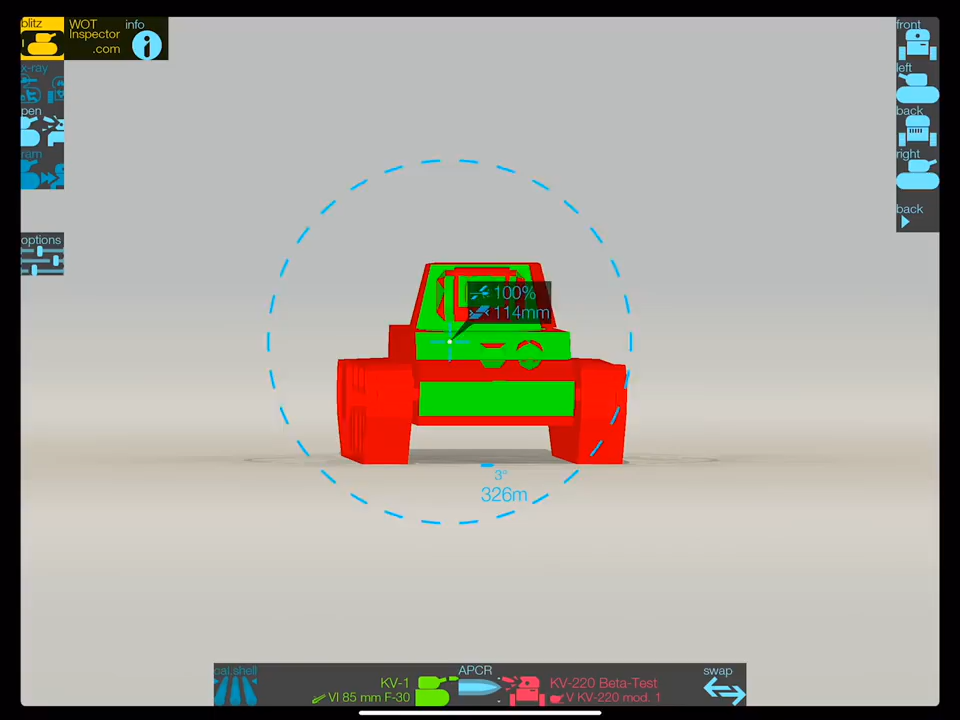 blitz
WOT
Inspector
.com
info
x-ray
pen
ram
options
front
left
back
right
back
100%
114mm
3°
326m
cal.shell
KV-1
VI 85 mm F-30
APCR
KV-220 Beta-Test
V KV-220 mod. 1
swap